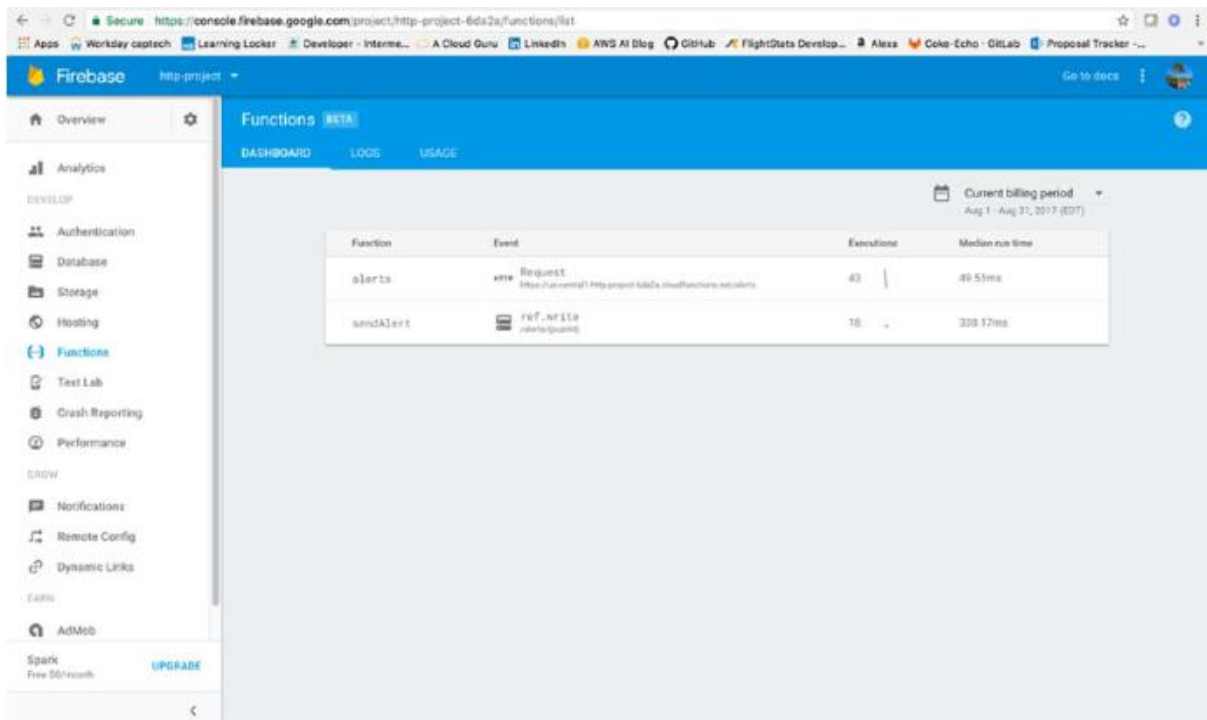 Secure https://console.firebase.google.com/project/http-project-6da2a/functions/list
Apps Workday captech Learning Locker Developer - Interme... A Cloud Guru LinkedIn AWS AI Blog GitHub FlightStats Develop... Alexa Coke-Echo · GitLab Proposal Tracker -...
Firebase http-project Go to docs
Overview
Functions BETA
DASHBOARD LOGS USAGE
Analytics
Current billing period
Aug 1 - Aug 31, 2017 (EDT)
DEVELOP
Authentication
Database
Storage
Hosting
Functions
Test Lab
Crash Reporting
Performance
Function Event Executions Median run time
alerts HTTP Request 43 49.51ms
sendAlert ref.write 18
GROW
Notifications
Remote Config
Dynamic Links
EARN
AdMob
Spark
Free $0/month
UPGRADE